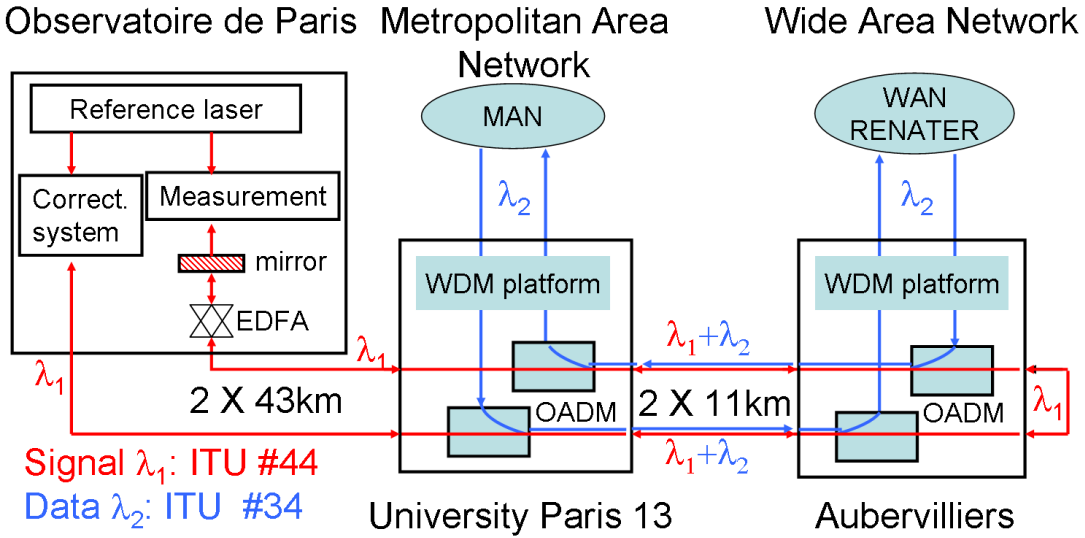 Observatoire de Paris
Metropolitan Area
Network
Wide Area Network
Reference laser
Correct.
system
Measurement
mirror
EDFA
λ1
λ1
2 X 43km
Signal λ1: ITU #44
Data λ2: ITU #34
MAN
λ2
WDM platform
OADM
University Paris 13
λ1+λ2
2 X 11km
λ1+λ2
WAN
RENATER
λ2
WDM platform
OADM
λ1
Aubervilliers